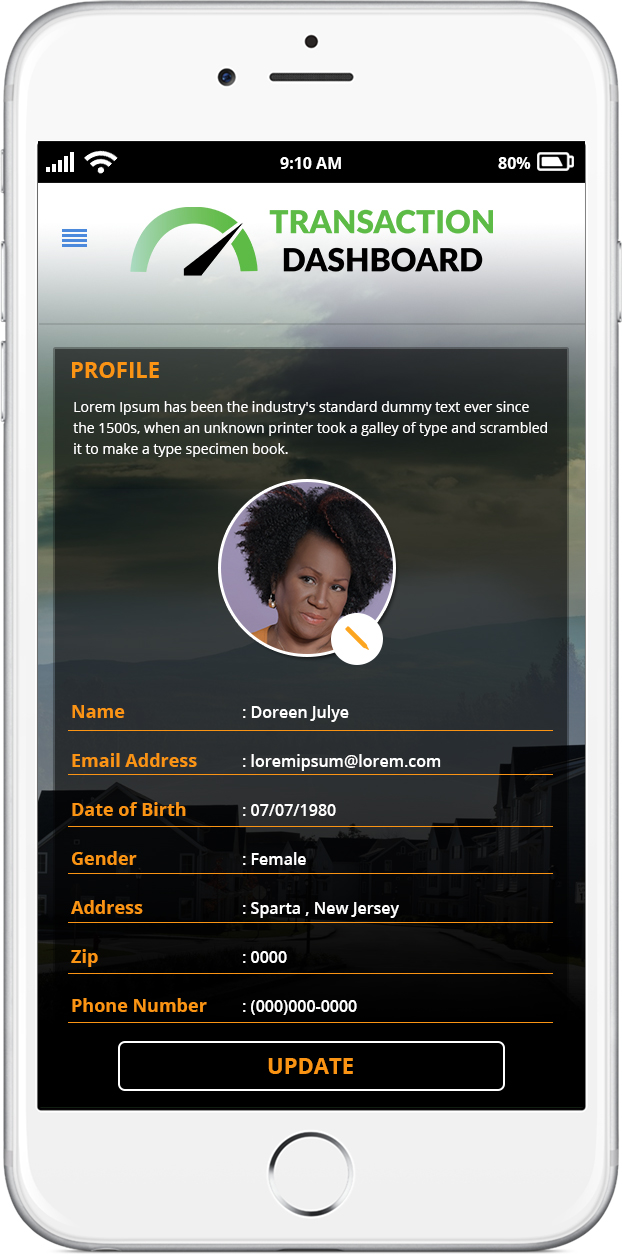 9:10 AM
80%
TRANSACTION
DASHBOARD
PROFILE
Lorem Ipsum has been the industry's standard dummy text ever since
the 1500s, when an unknown printer took a galley of type and scrambled
it to make a type specimen book.
Name : Doreen Julye
Email Address : loremipsum@lorem.com
Date of Birth : 07/07/1980
Gender : Female
Address : Sparta , New Jersey
Zip : 0000
Phone Number : (000)000-0000
UPDATE